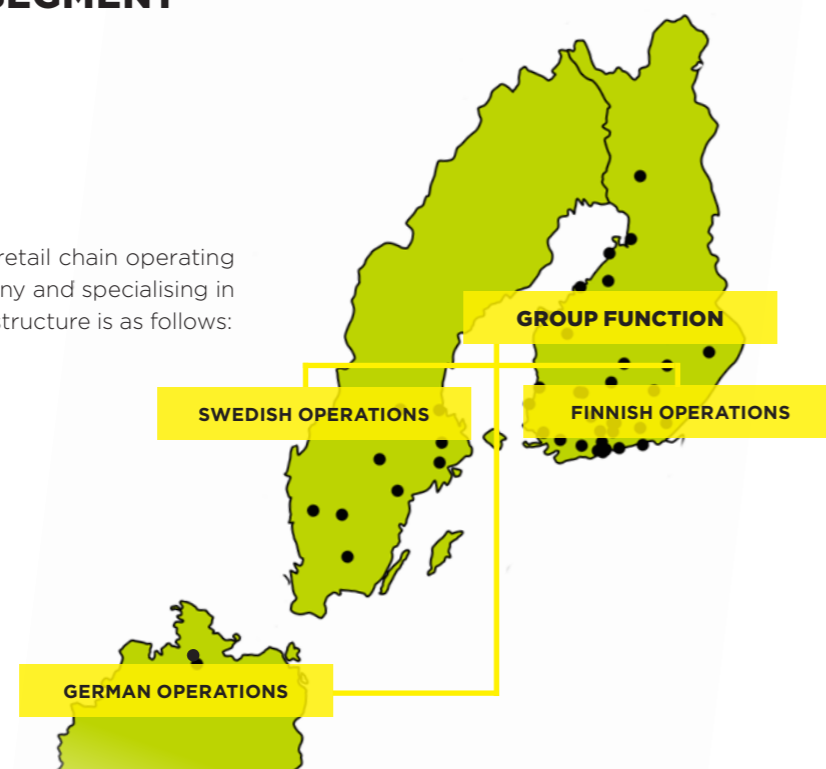 SEGMENT
retail chain operating
ny and specialising in
structure is as follows:
GROUP FUNCTION
SWEDISH OPERATIONS
FINNISH OPERATIONS
GERMAN OPERATIONS